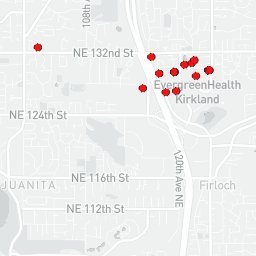 108th A
NE 132nd St
EvergreenHealth
Kirkland
NE 124th St
JUANITA
NE 116th St
Firloch
NE 112th St
120th Ave NE